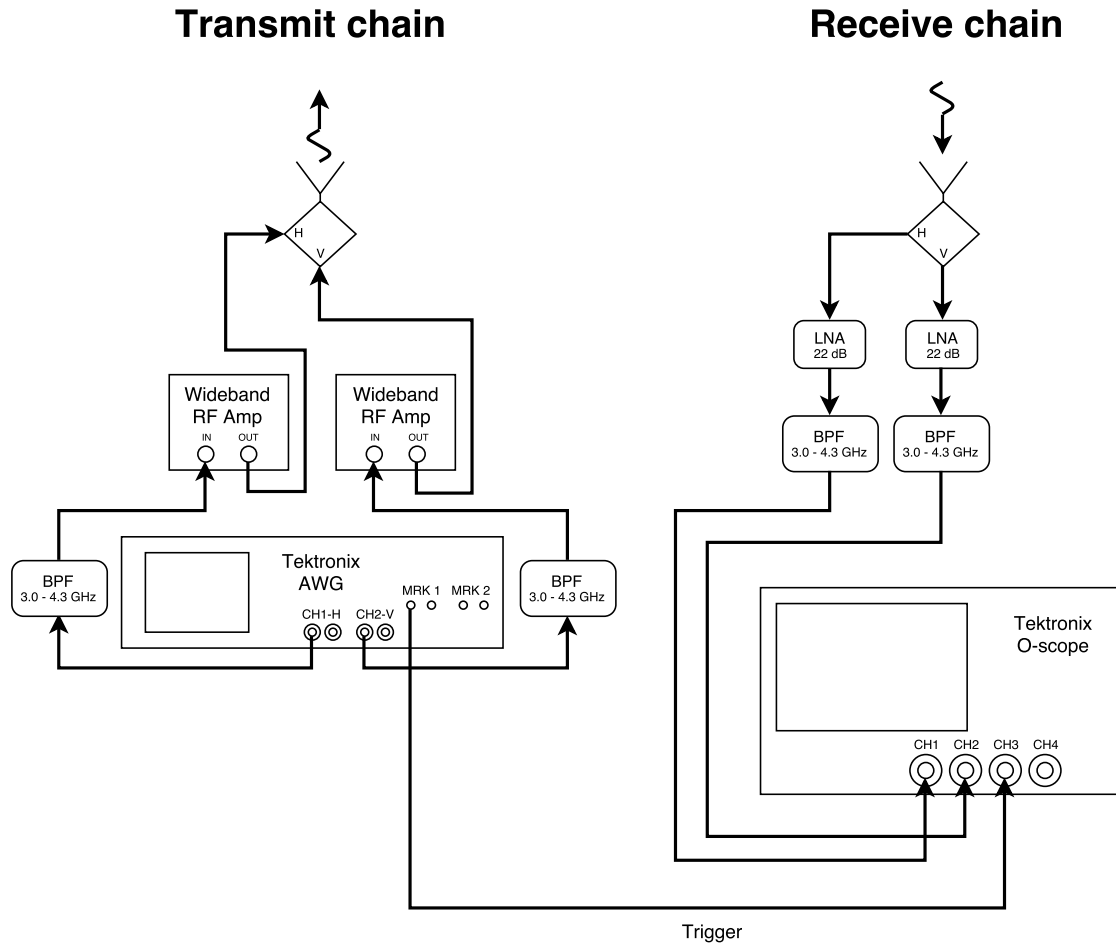 Transmit chain
Receive chain
H
V
H
V
LNA
22 dB
LNA
22 dB
Wideband
RF Amp
IN OUT
Wideband
RF Amp
IN OUT
BPF
3.0 - 4.3 GHz
BPF
3.0 - 4.3 GHz
BPF
3.0 - 4.3 GHz
Tektronix
AWG
MRK 1 MRK 2
CH1-H CH2-V
BPF
3.0 - 4.3 GHz
Tektronix
O-scope
CH1 CH2 CH3 CH4
Trigger